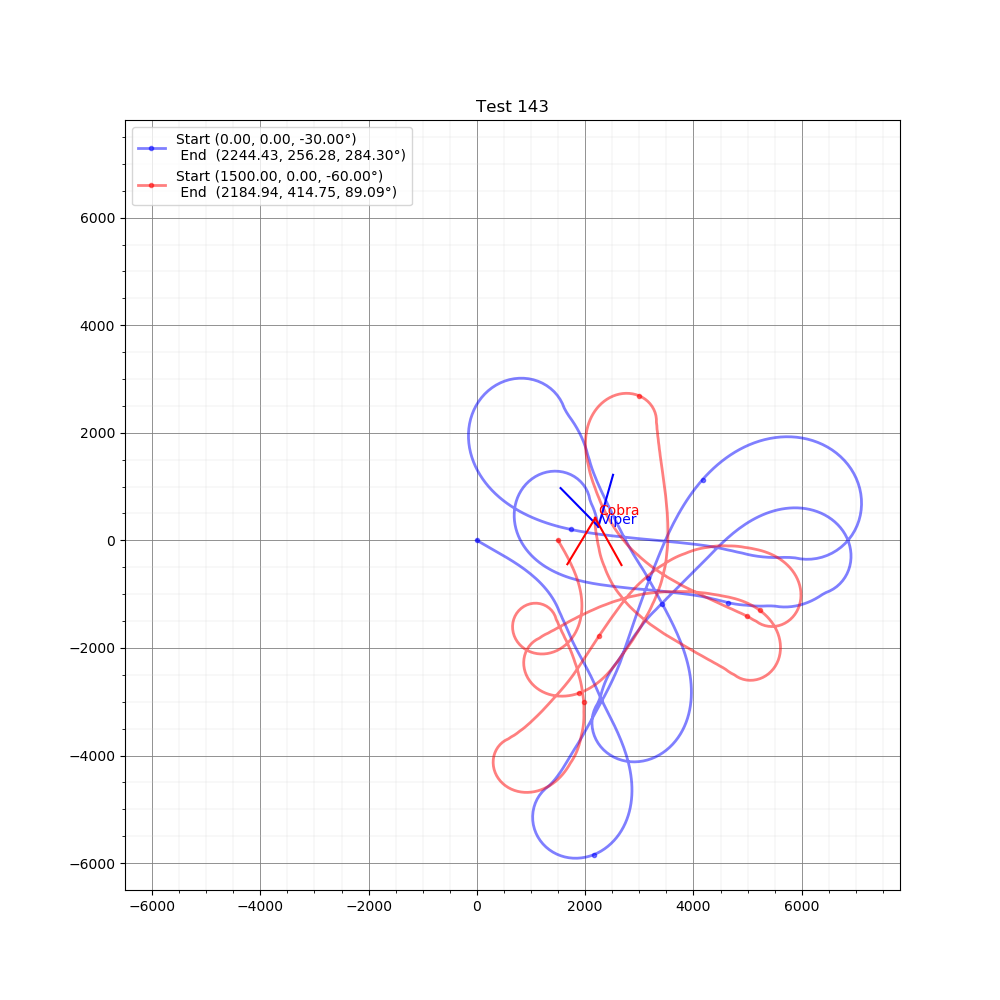 Test 143
Start (0.00, 0.00, -30.00°)
End (2244.43, 256.28, 284.30°)
Start (1500.00, 0.00, -60.00°)
End (2184.94, 414.75, 89.09°)
6000
4000
2000
Cobra
Viper
0
−2000
−4000
−6000
−6000 −4000 −2000 0 2000 4000 6000